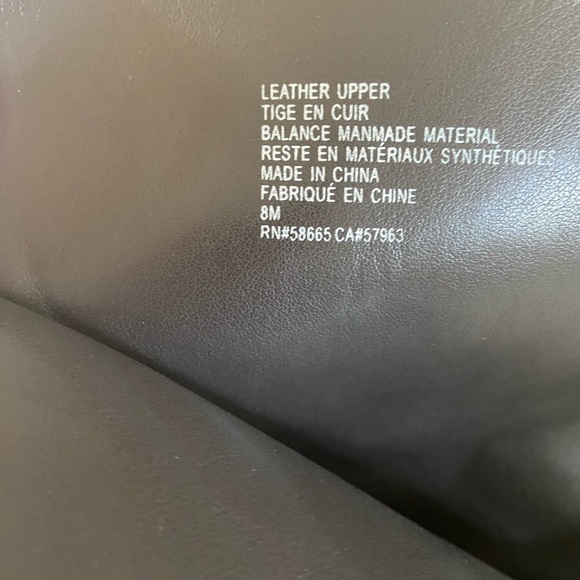 LEATHER UPPER
TIGE EN CUIR
BALANCE MANMADE MATERIAL
RESTE EN MATÉRIAUX SYNTHÉTIQUES
MADE IN CHINA
FABRIQUÉ EN CHINE
8M
RN#58665 CA#57963